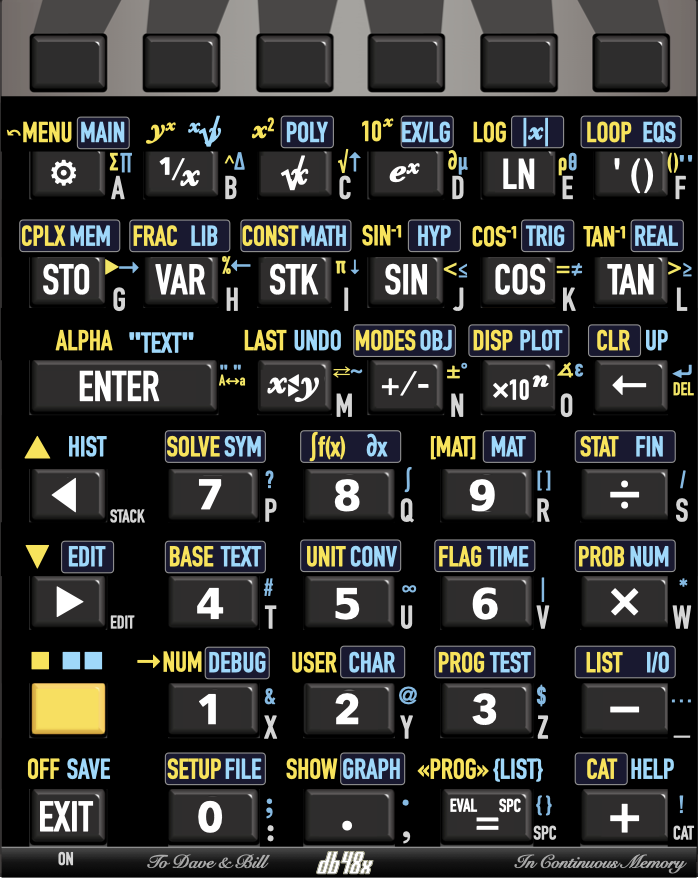 MENU MAIN yˣ ˣ√y x² POLY 10ˣ EX/LG LOG |x| LOOP EQS
ΣΠ ^Δ √↑ ∂μ ρθ ()''
1/x √x eˣ LN '()
A B C D E F
CPLX MEM FRAC LIB CONST MATH SIN⁻¹ HYP COS⁻¹ TRIG TAN⁻¹ REAL
▶→ %← π↓ <≤ =≠ >≥
STO VAR STK SIN COS TAN
G H I J K L
ALPHA "TEXT" LAST UNDO MODES OBJ DISP PLOT CLR UP
" " ⇄~ ±° ∡ε ↵
ENTER A↔a x▸y +/- ×10ⁿ ← DEL
M N O
▲ HIST SOLVE SYM ∫f(x) ∂x [MAT] MAT STAT FIN
? ∫ [] /
◀ 7 8 9 ÷
STACK P Q R S
▼ EDIT BASE TEXT UNIT CONV FLAG TIME PROB NUM
# ∞ | *
▶ 4 5 6 ×
EDIT T U V W
→NUM DEBUG USER CHAR PROG TEST LIST I/O
& @ $ ...
1 2 3 −
X Y Z _
OFF SAVE SETUP FILE SHOW GRAPH «PROG» {LIST} CAT HELP
; · {} !
EXIT 0 . EVAL SPC = +
: , SPC CAT
ON To Dave & Bill db48x In Continuous Memory